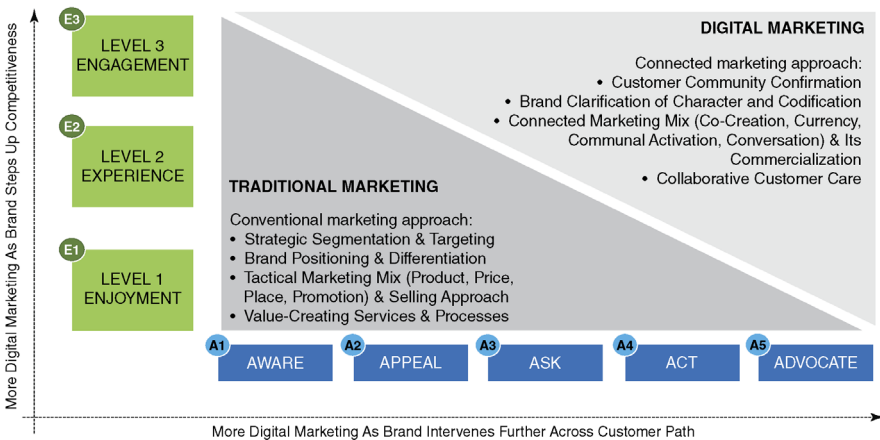 More Digital Marketing As Brand Steps Up Competitiveness
E3
LEVEL 3
ENGAGEMENT
E2
LEVEL 2
EXPERIENCE
E1
LEVEL 1
ENJOYMENT
DIGITAL MARKETING
Connected marketing approach:
• Customer Community Confirmation
• Brand Clarification of Character and Codification
• Connected Marketing Mix (Co-Creation, Currency,
Communal Activation, Conversation) & Its
Commercialization
• Collaborative Customer Care
TRADITIONAL MARKETING
Conventional marketing approach:
• Strategic Segmentation & Targeting
• Brand Positioning & Differentiation
• Tactical Marketing Mix (Product, Price,
Place, Promotion) & Selling Approach
• Value-Creating Services & Processes
A1
AWARE
A2
APPEAL
A3
ASK
A4
ACT
A5
ADVOCATE
More Digital Marketing As Brand Intervenes Further Across Customer Path